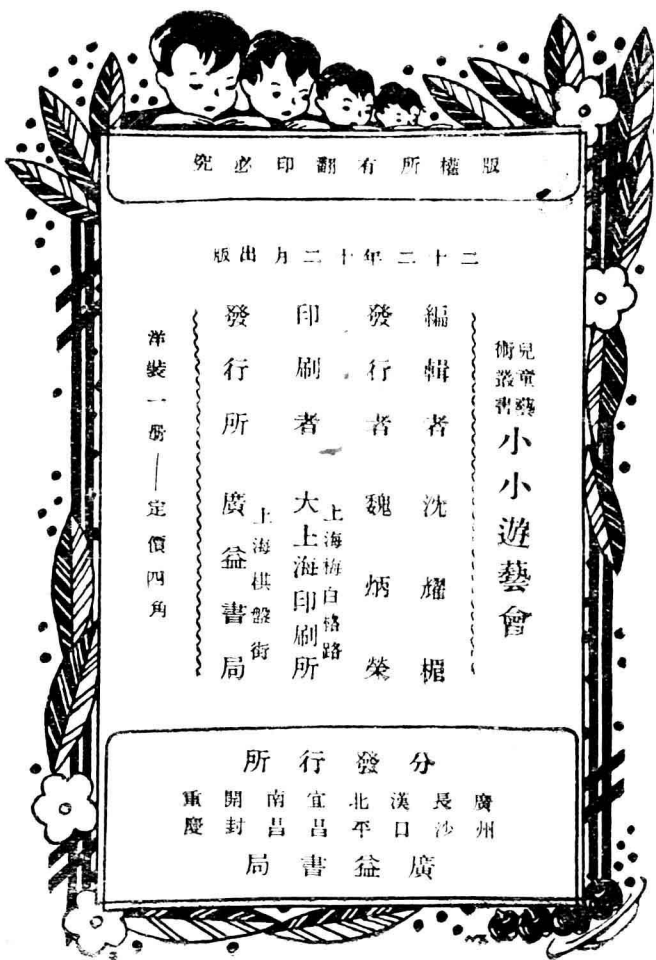 版權所有翻印必究
二十二年十二月出版
兒童藝術叢書
小小遊藝會
編輯者 沈耀楣
發行者 魏炳榮
印刷者 大上海印刷所
上海梅白格路
發行所 廣益書局
上海棋盤街
洋裝一册——定價四角
分發行所
廣州 長沙 漢口 北平 宜昌 南昌 開封 重慶
廣益書局